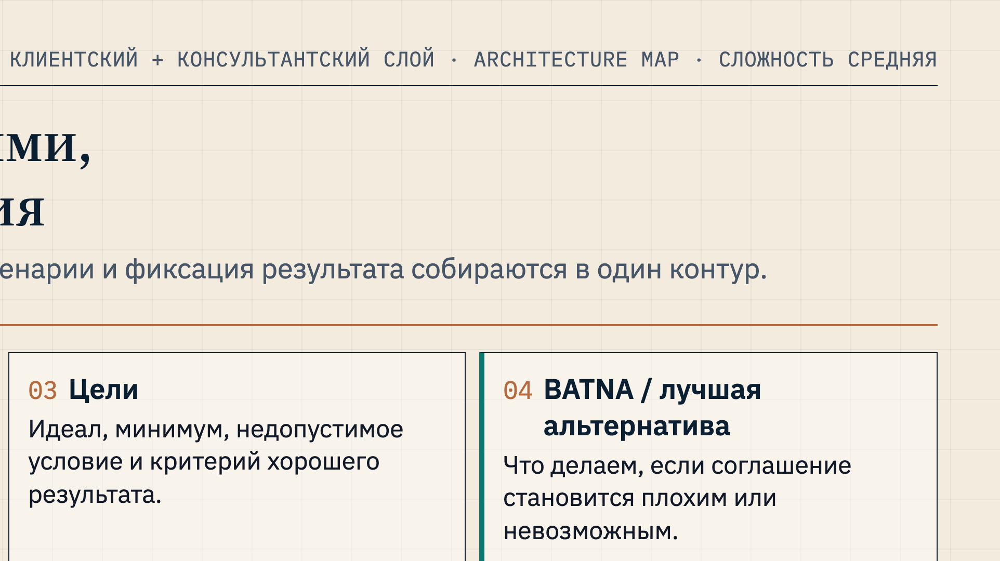 КЛИЕНТСКИЙ + КОНСУЛЬТАНТСКИЙ СЛОЙ · ARCHITECTURE MAP · СЛОЖНОСТЬ СРЕДНЯЯ
ми,
ия
енарии и фиксация результата собираются в один контур.
03 Цели
Идеал, минимум, недопустимое
условие и критерий хорошего
результата.
04 BATNA / лучшая
альтернатива
Что делаем, если соглашение
становится плохим или
невозможным.